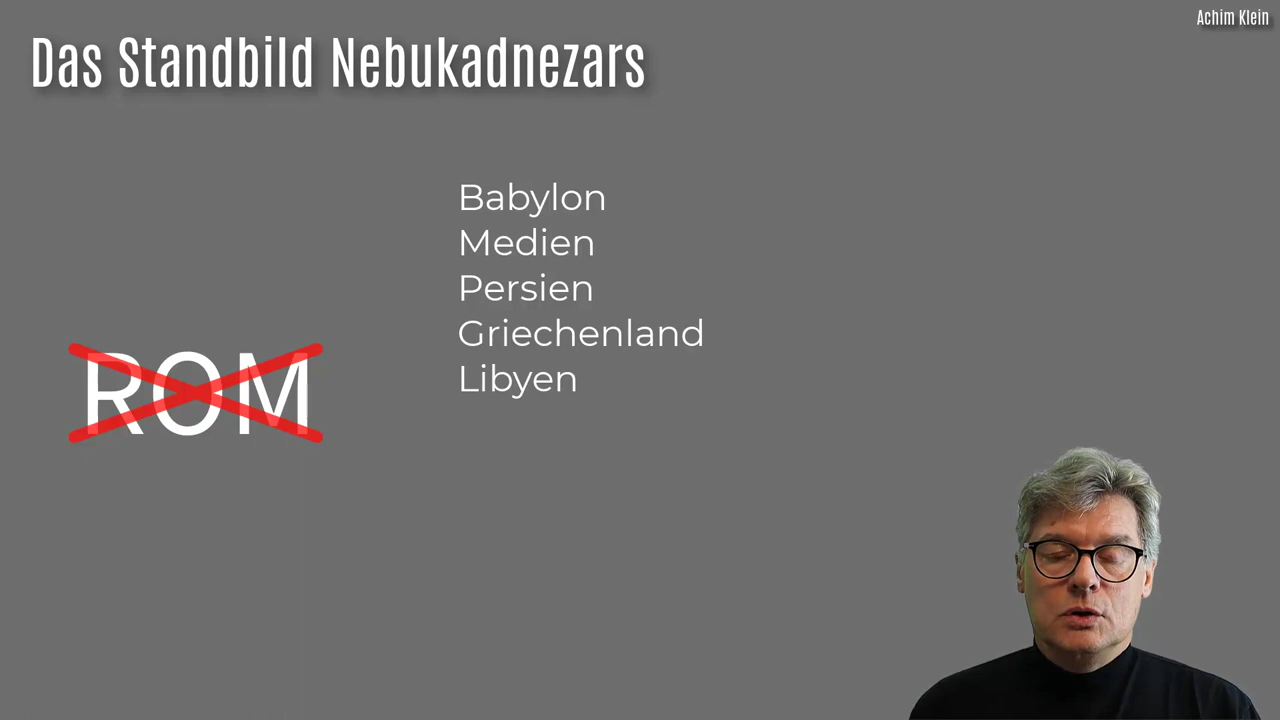 Achim Klein
Das Standbild Nebukadnezars
Babylon
Medien
Persien
Griechenland
Libyen
ROM